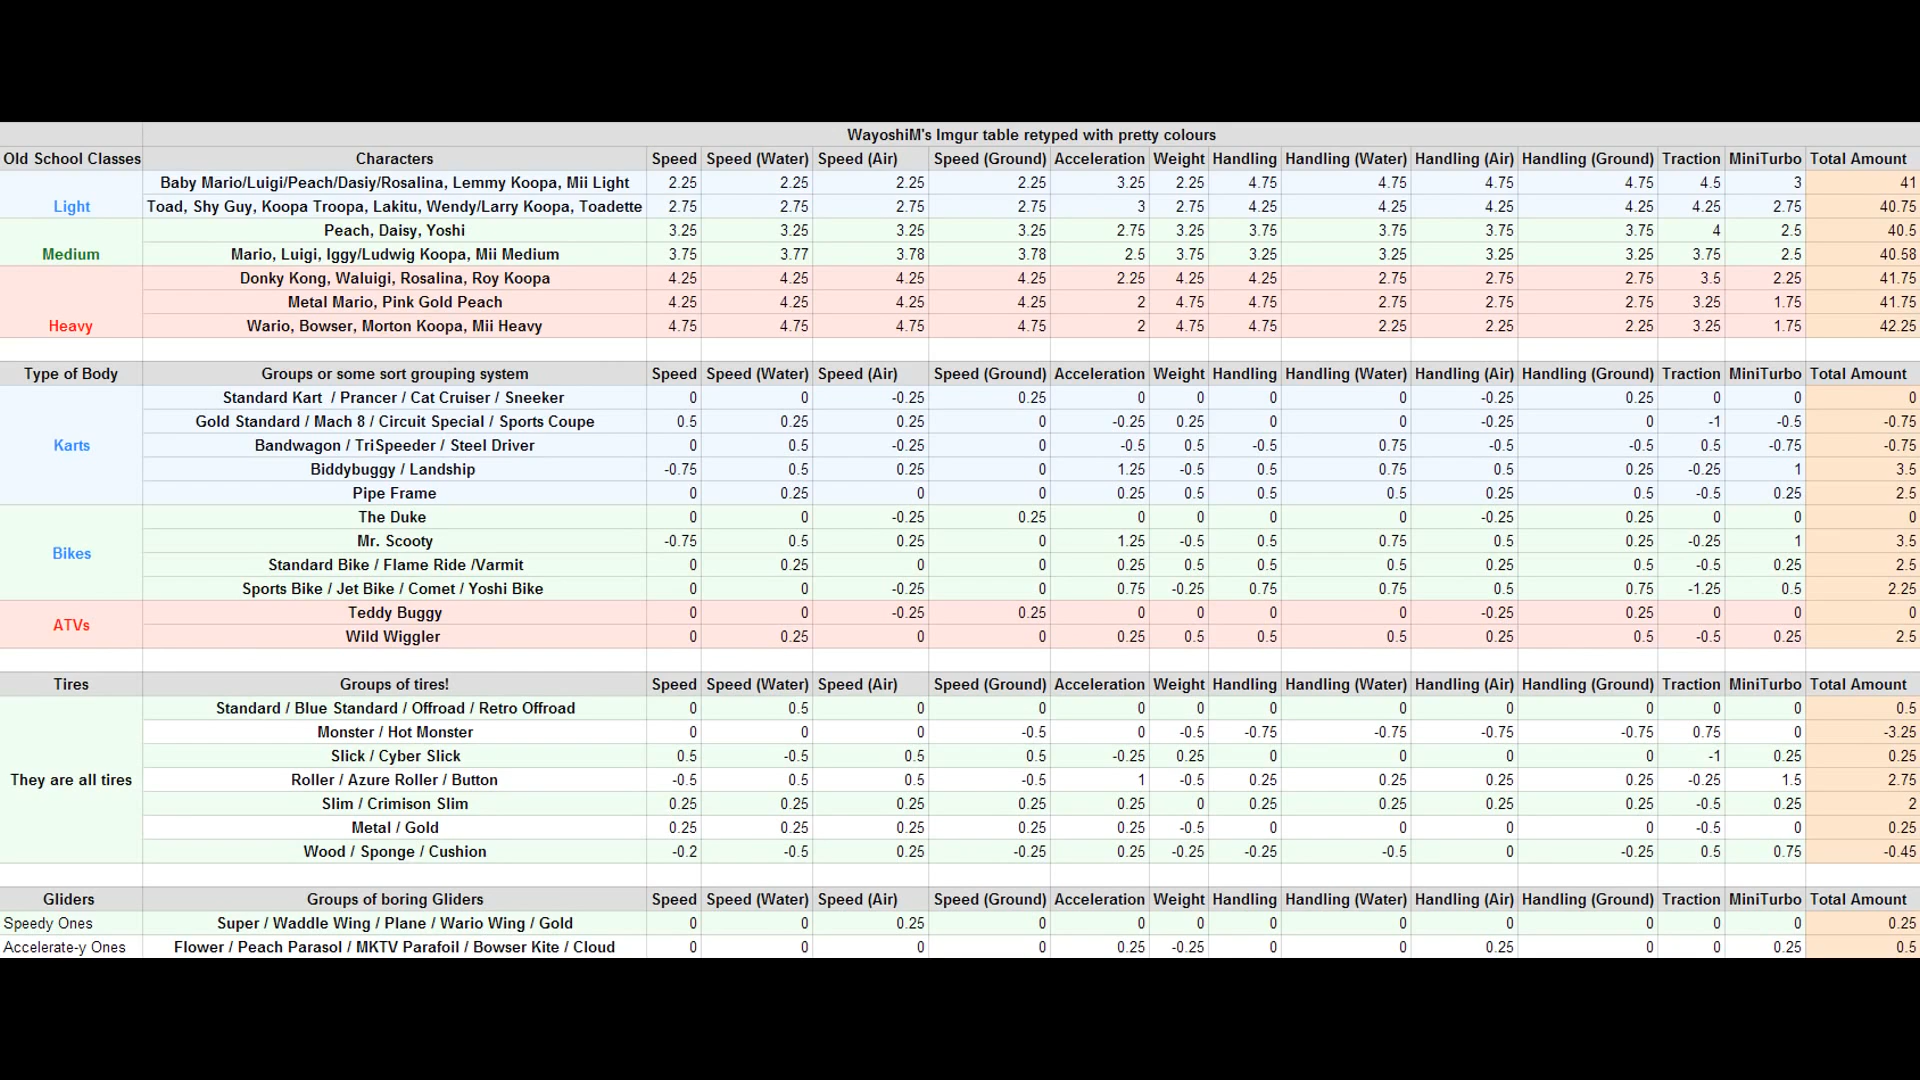 WayoshiM's Imgur table retyped with pretty colours
Old School Classes Characters Speed Speed (Water) Speed (Air) Speed (Ground) Acceleration Weight Handling Handling (Water) Handling (Air) Handling (Ground) Traction MiniTurbo Total Amount
Baby Mario/Luigi/Peach/Dasiy/Rosalina, Lemmy Koopa, Mii Light 2.25 2.25 2.25 2.25 3.25 2.25 4.75 4.75 4.75 4.75 4.5 3 41
Light Toad, Shy Guy, Koopa Troopa, Lakitu, Wendy/Larry Koopa, Toadette 2.75 2.75 2.75 2.75 3 2.75 4.25 4.25 4.25 4.25 4.25 2.75 40.75
Peach, Daisy, Yoshi 3.25 3.25 3.25 3.25 2.75 3.25 3.75 3.75 3.75 3.75 4 2.5 40.5
Medium Mario, Luigi, Iggy/Ludwig Koopa, Mii Medium 3.75 3.77 3.78 3.78 2.5 3.75 3.25 3.25 3.25 3.25 3.75 2.5 40.58
Donky Kong, Waluigi, Rosalina, Roy Koopa 4.25 4.25 4.25 4.25 2.25 4.25 4.25 2.75 2.75 2.75 3.5 2.25 41.75
Metal Mario, Pink Gold Peach 4.25 4.25 4.25 4.25 2 4.75 4.75 2.75 2.75 2.75 3.25 1.75 41.75
Heavy Wario, Bowser, Morton Koopa, Mii Heavy 4.75 4.75 4.75 4.75 2 4.75 4.75 2.25 2.25 2.25 3.25 1.75 42.25
Type of Body Groups or some sort grouping system Speed Speed (Water) Speed (Air) Speed (Ground) Acceleration Weight Handling Handling (Water) Handling (Air) Handling (Ground) Traction MiniTurbo Total Amount
Standard Kart / Prancer / Cat Cruiser / Sneeker 0 0 -0.25 0.25 0 0 0 0 -0.25 0.25 0 0 0
Gold Standard / Mach 8 / Circuit Special / Sports Coupe 0.5 0.25 0.25 0 -0.25 0.25 0 0 -0.25 0 -1 -0.5 -0.75
Karts Bandwagon / TriSpeeder / Steel Driver 0 0.5 -0.25 0 -0.5 0.5 -0.5 0.75 -0.5 -0.5 0.5 -0.75 -0.75
Biddybuggy / Landship -0.75 0.5 0.25 0 1.25 -0.5 0.5 0.75 0.5 0.25 -0.25 1 3.5
Pipe Frame 0 0.25 0 0 0.25 0.5 0.5 0.5 0.25 0.5 -0.5 0.25 2.5
The Duke 0 0 -0.25 0.25 0 0 0 0 -0.25 0.25 0 0 0
Bikes Mr. Scooty -0.75 0.5 0.25 0 1.25 -0.5 0.5 0.75 0.5 0.25 -0.25 1 3.5
Standard Bike / Flame Ride /Varmit 0 0.25 0 0 0.25 0.5 0.5 0.5 0.25 0.5 -0.5 0.25 2.5
Sports Bike / Jet Bike / Comet / Yoshi Bike 0 0 -0.25 0 0.75 -0.25 0.75 0.75 0.5 0.75 -1.25 0.5 2.25
ATVs Teddy Buggy 0 0 -0.25 0.25 0 0 0 0 -0.25 0.25 0 0 0
Wild Wiggler 0 0.25 0 0 0.25 0.5 0.5 0.5 0.25 0.5 -0.5 0.25 2.5
Tires Groups of tires! Speed Speed (Water) Speed (Air) Speed (Ground) Acceleration Weight Handling Handling (Water) Handling (Air) Handling (Ground) Traction MiniTurbo Total Amount
Standard / Blue Standard / Offroad / Retro Offroad 0 0.5 0 0 0 0 0 0 0 0 0 0 0.5
Monster / Hot Monster 0 0 0 -0.5 0 -0.5 -0.75 -0.75 -0.75 -0.75 0.75 0 -3.25
Slick / Cyber Slick 0.5 -0.5 0.5 0.5 -0.25 0.25 0 0 0 0 -1 0.25 0.25
They are all tires Roller / Azure Roller / Button -0.5 0.5 0.5 -0.5 1 -0.5 0.25 0.25 0.25 0.25 -0.25 1.5 2.75
Slim / Crimison Slim 0.25 0.25 0.25 0.25 0.25 0 0.25 0.25 0.25 0.25 -0.5 0.25 2
Metal / Gold 0.25 0.25 0.25 0.25 0.25 -0.5 0 0 0 0 -0.5 0 0.25
Wood / Sponge / Cushion -0.2 -0.5 0.25 -0.25 0.25 -0.25 -0.25 -0.5 0 -0.25 0.5 0.75 -0.45
Gliders Groups of boring Gliders Speed Speed (Water) Speed (Air) Speed (Ground) Acceleration Weight Handling Handling (Water) Handling (Air) Handling (Ground) Traction MiniTurbo Total Amount
Speedy Ones Super / Waddle Wing / Plane / Wario Wing / Gold 0 0 0.25 0 0 0 0 0 0 0 0 0 0.25
Accelerate-y Ones Flower / Peach Parasol / MKTV Parafoil / Bowser Kite / Cloud 0 0 0 0 0.25 -0.25 0 0 0.25 0 0 0.25 0.5